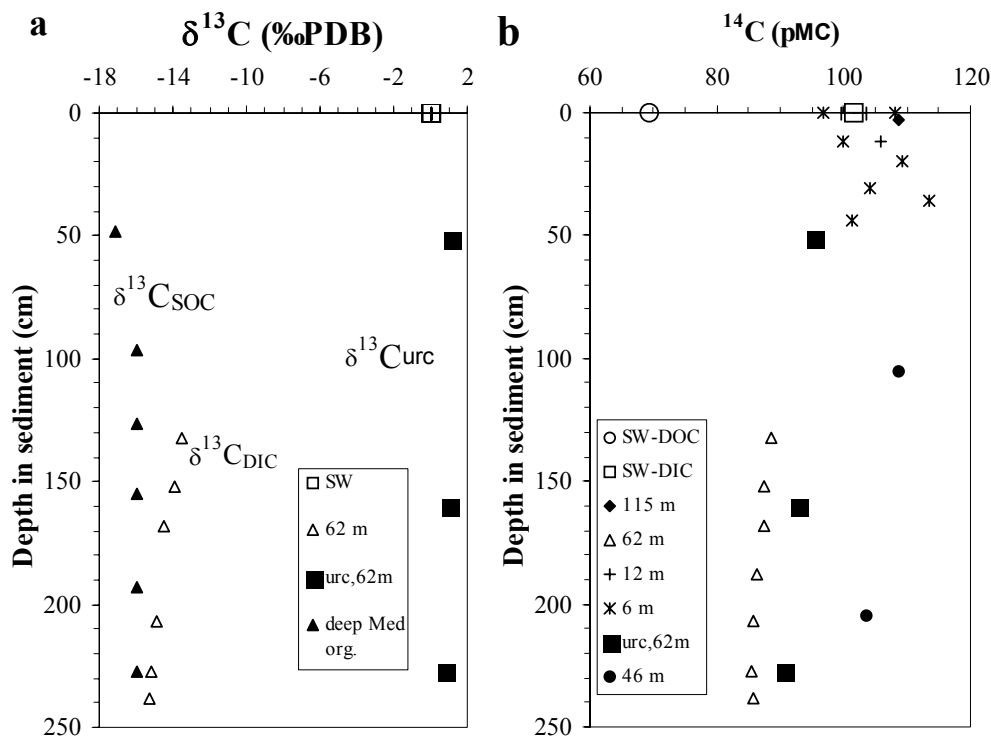 a
δ13C (‰PDB)
-18 -14 -10 -6 -2 2
0
50
100
150
200
250
Depth in sediment (cm)
δ13CSOC
δ13Curc
δ13CDIC
SW
62 m
urc,62m
deep Med
org.
b
14C (pMC)
60 80 100 120
0
50
100
150
200
250
Depth in sediment (cm)
SW-DOC
SW-DIC
115 m
62 m
12 m
6 m
urc,62m
46 m